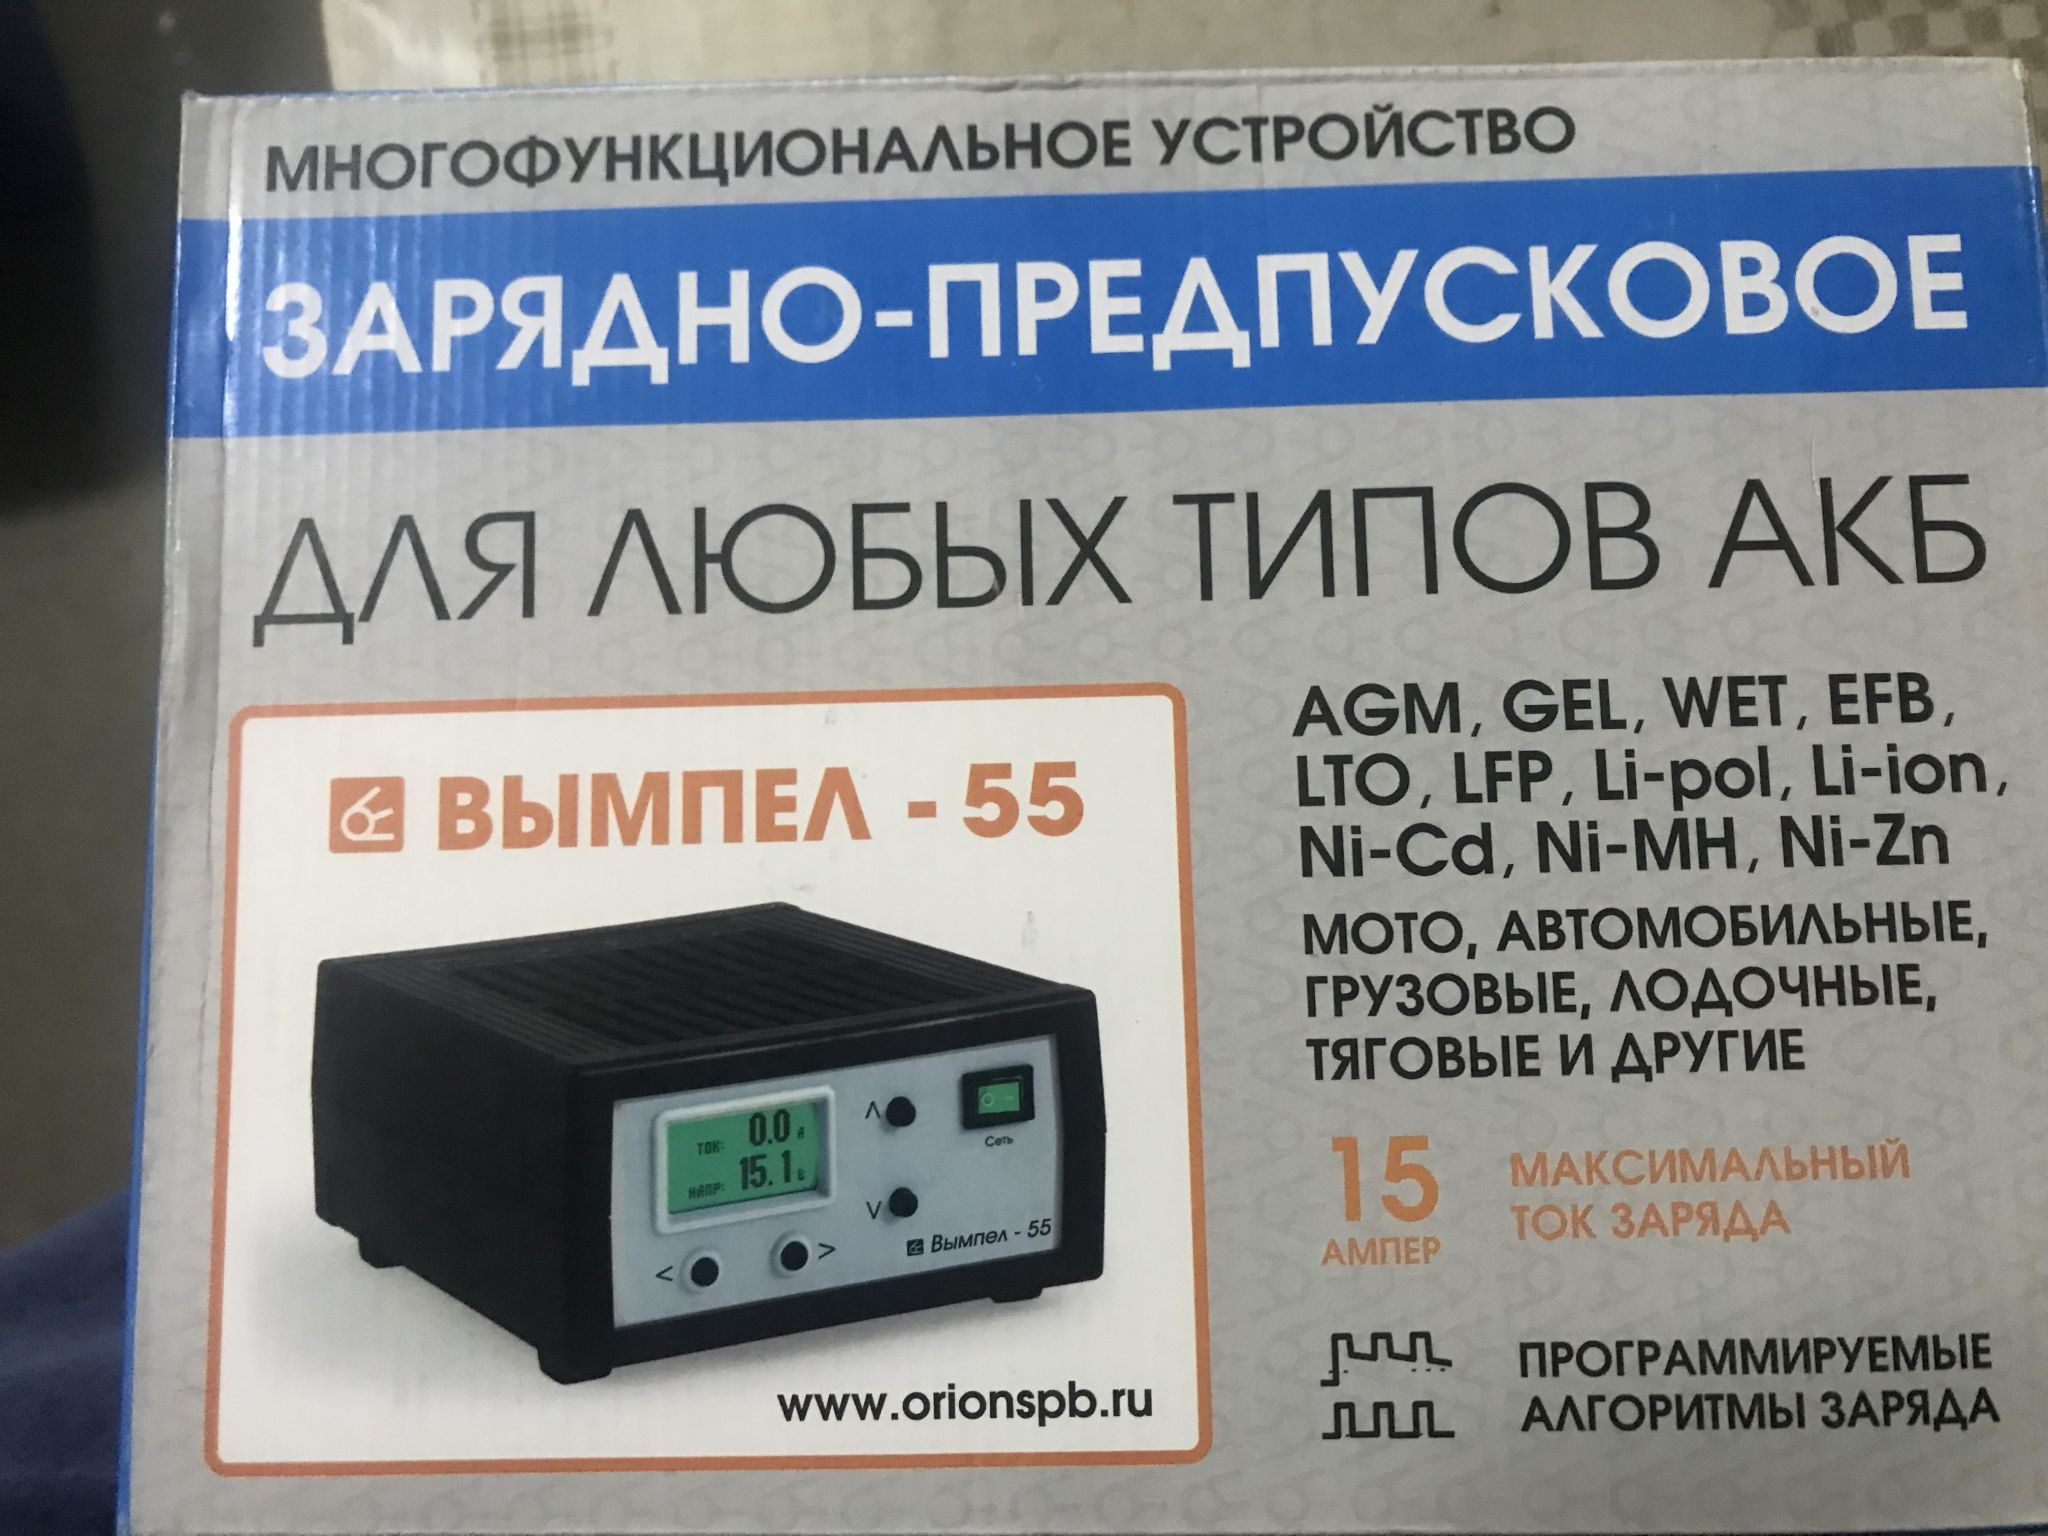 МНОГОФУНКЦИОНАЛЬНОЕ УСТРОЙСТВО
ЗАРЯДНО-ПРЕДПУСКОВОЕ
ДЛЯ ЛЮБЫХ ТИПОВ АКБ
ВЫМПЕЛ - 55
ТОК: 0.0 А
НАПР: 15.1 В
Λ
V
<
>
Сеть
Вымпел - 55
www.orionspb.ru
AGM, GEL, WET, EFB,
LTO, LFP, Li-pol, Li-ion,
Ni-Cd, Ni-MH, Ni-Zn
МОТО, АВТОМОБИЛЬНЫЕ,
ГРУЗОВЫЕ, ЛОДОЧНЫЕ,
ТЯГОВЫЕ И ДРУГИЕ
15 АМПЕР
МАКСИМАЛЬНЫЙ
ТОК ЗАРЯДА
ПРОГРАММИРУЕМЫЕ
АЛГОРИТМЫ ЗАРЯДА